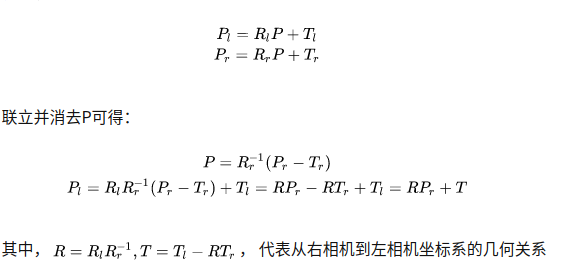 P_l = R_l P + T_l
P_r = R_r P + T_r
联立并消去P可得：
P = R_r^{-1}(P_r − T_r)
P_l = R_l R_r^{-1}(P_r − T_r) + T_l = RP_r − RT_r + T_l = RP_r + T
其中， R = R_l R_r^{-1}, T = T_l − RT_r ， 代表从右相机到左相机坐标系的几何关系